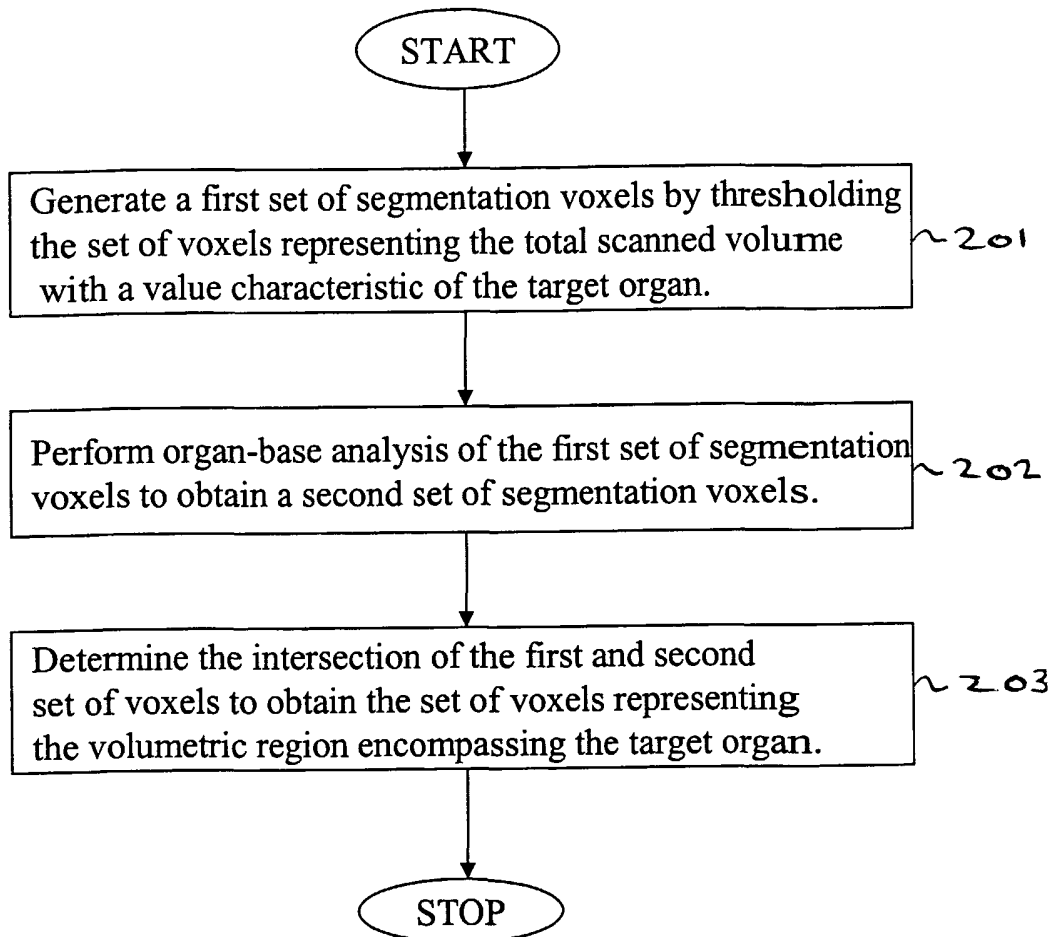 START
Generate a first set of segmentation voxels by thresholding
the set of voxels representing the total scanned volume
with a value characteristic of the target organ.
~201
Perform organ-base analysis of the first set of segmentation
voxels to obtain a second set of segmentation voxels.
~202
Determine the intersection of the first and second
set of voxels to obtain the set of voxels representing
the volumetric region encompassing the target organ.
~203
STOP